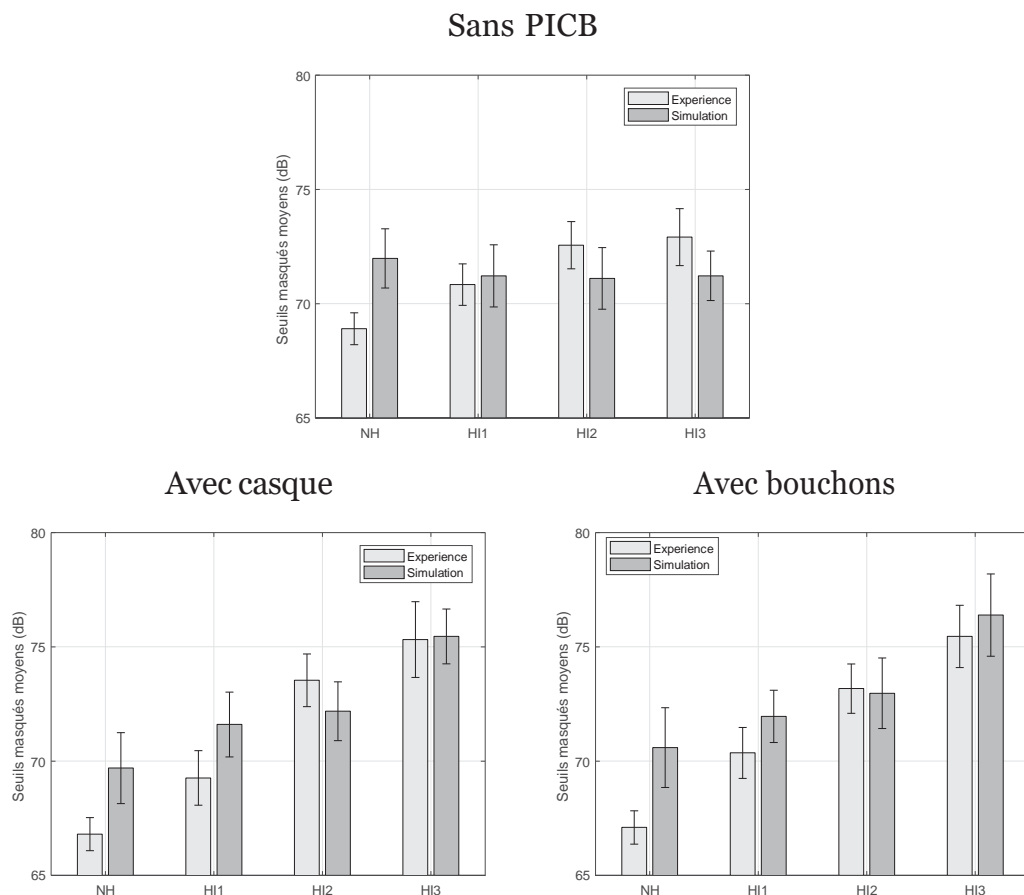 Sans PICB
80
75
70
65
Seuils masqués moyens (dB)
Experience
Simulation
NH HI1 HI2 HI3
Avec casque
80
75
70
65
Seuils masqués moyens (dB)
Experience
Simulation
NH HI1 HI2 HI3
Avec bouchons
80
75
70
65
Seuils masqués moyens (dB)
Experience
Simulation
NH HI1 HI2 HI3